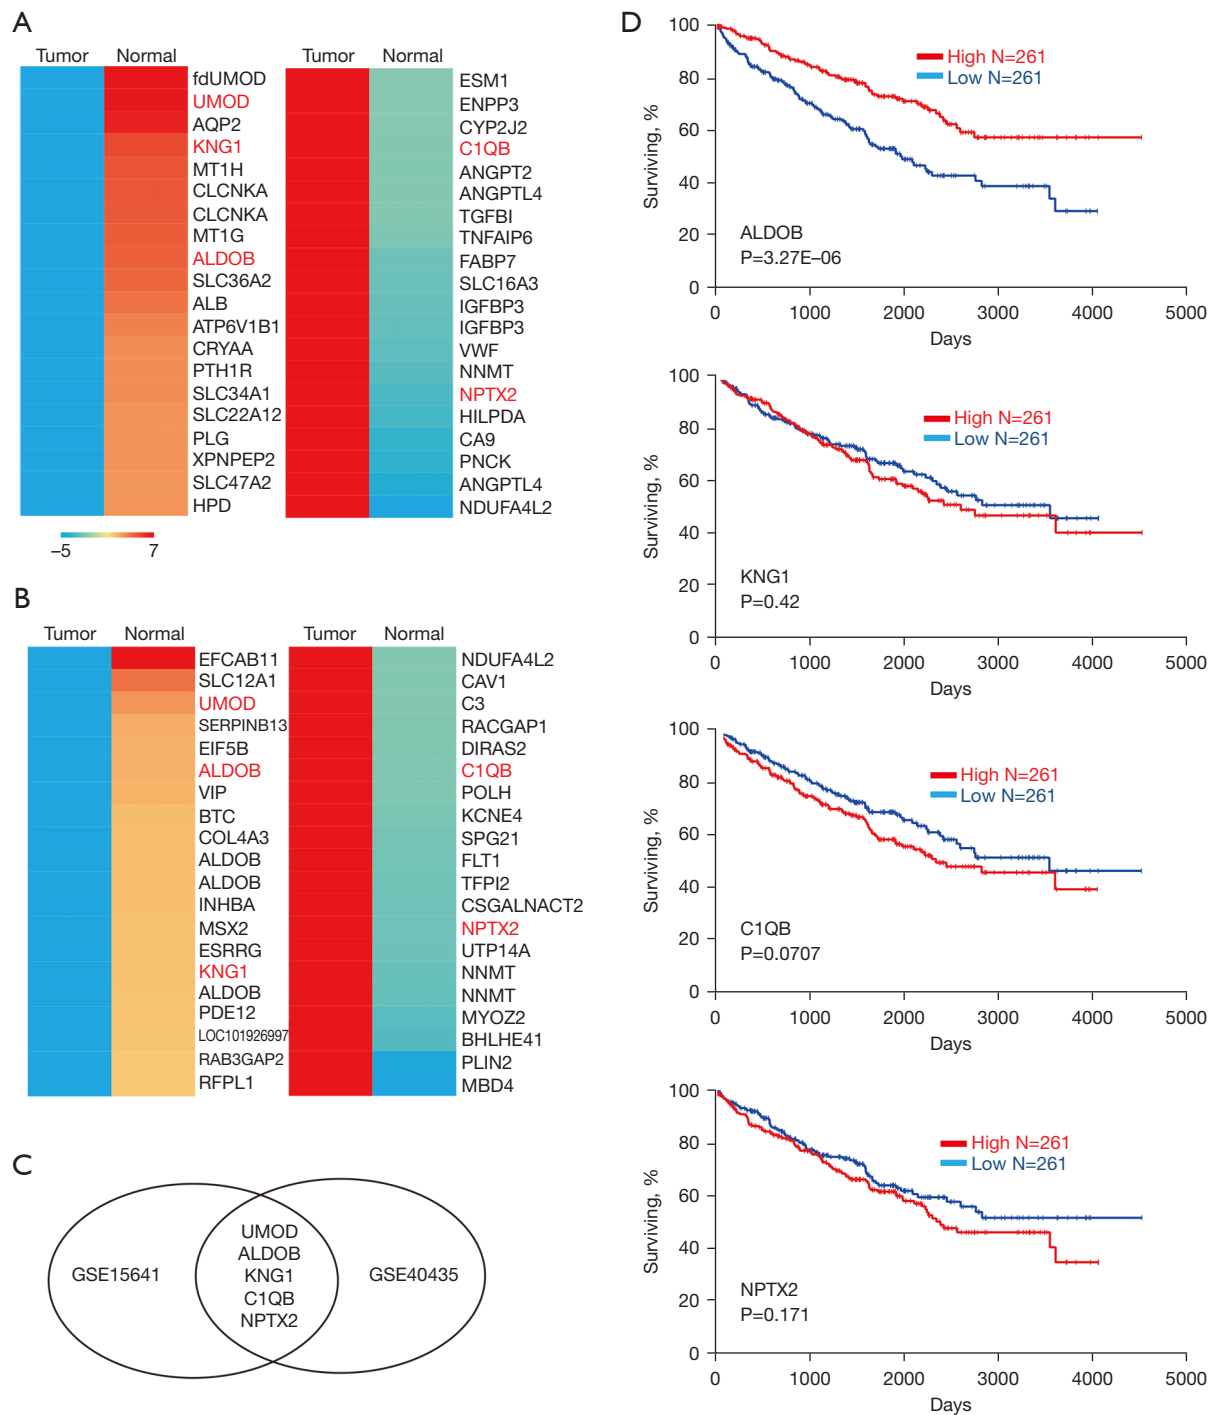 A
Tumor Normal
fdUMOD
UMOD
AQP2
KNG1
MT1H
CLCNKA
CLCNKA
MT1G
ALDOB
SLC36A2
ALB
ATP6V1B1
CRYAA
PTH1R
SLC34A1
SLC22A12
PLG
XPNPEP2
SLC47A2
HPD
Tumor Normal
ESM1
ENPP3
CYP2J2
C1QB
ANGPT2
ANGPTL4
TGFBI
TNFAIP6
FABP7
SLC16A3
IGFBP3
IGFBP3
VWF
NNMT
NPTX2
HILPDA
CA9
PNCK
ANGPTL4
NDUFA4L2
–5 7
B
Tumor Normal
EFCAB11
SLC12A1
UMOD
SERPINB13
EIF5B
ALDOB
VIP
BTC
COL4A3
ALDOB
ALDOB
INHBA
MSX2
ESRRG
KNG1
ALDOB
PDE12
LOC101926997
RAB3GAP2
RFPL1
Tumor Normal
NDUFA4L2
CAV1
C3
RACGAP1
DIRAS2
C1QB
POLH
KCNE4
SPG21
FLT1
TFPI2
CSGALNACT2
NPTX2
UTP14A
NNMT
NNMT
MYOZ2
BHLHE41
PLIN2
MBD4
C
GSE15641
UMOD
ALDOB
KNG1
C1QB
NPTX2
GSE40435
D
Surviving, %
100
80
60
40
20
0
High N=261
Low N=261
ALDOB
P=3.27E–06
0 1000 2000 3000 4000 5000
Days
Surviving, %
100
80
60
40
20
0
High N=261
Low N=261
KNG1
P=0.42
0 1000 2000 3000 4000 5000
Days
Surviving, %
100
80
60
40
20
0
High N=261
Low N=261
C1QB
P=0.0707
0 1000 2000 3000 4000 5000
Days
Surviving, %
100
80
60
40
20
0
High N=261
Low N=261
NPTX2
P=0.171
0 1000 2000 3000 4000 5000
Days